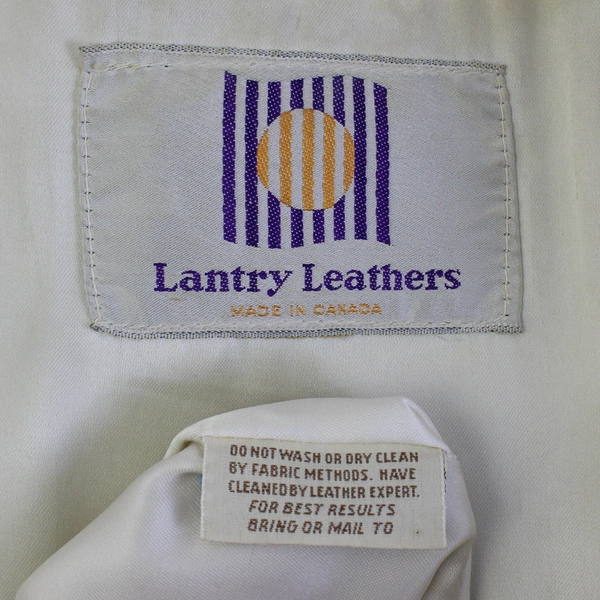 Lantry Leathers
MADE IN CANADA
DO NOT WASH OR DRY CLEAN
BY FABRIC METHODS. HAVE
CLEANED BY LEATHER EXPERT.
FOR BEST RESULTS
BRING OR MAIL TO